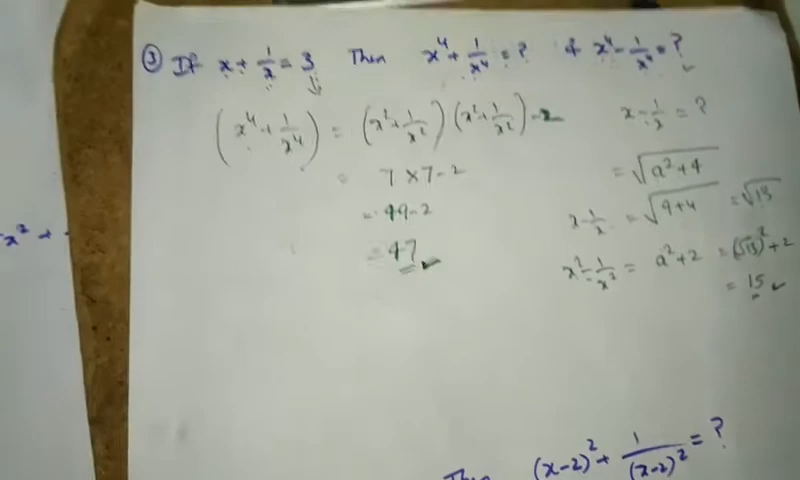 ③ If x + 1/x = 3 Then x⁴ + 1/x⁴ = ? & x⁴ - 1/x⁴ = ?
(x⁴ + 1/x⁴) = (x² + 1/x²) (x² + 1/x²) - 2
= 7 × 7 - 2
= 49 - 2
= 47
x - 1/x = ?
= √(a² + 4)
x - 1/x = √(9 + 4) = √13
x² - 1/x² = a² + 2 = (√13)² + 2
= 15
x² +
Then (x-2)² + 1/(x-2)² = ?